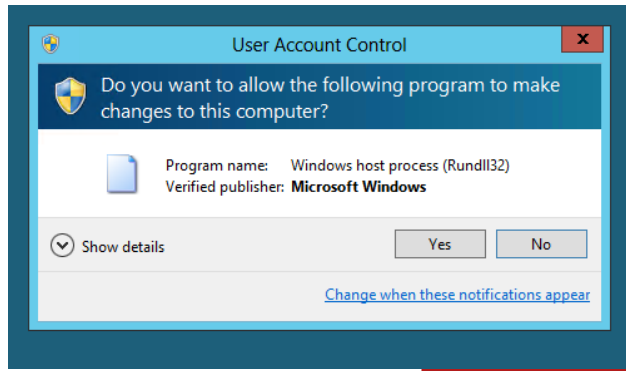 User Account Control
x
Do you want to allow the following program to make
changes to this computer?
Program name: Windows host process (Rundll32)
Verified publisher: Microsoft Windows
Show details
Yes
No
Change when these notifications appear